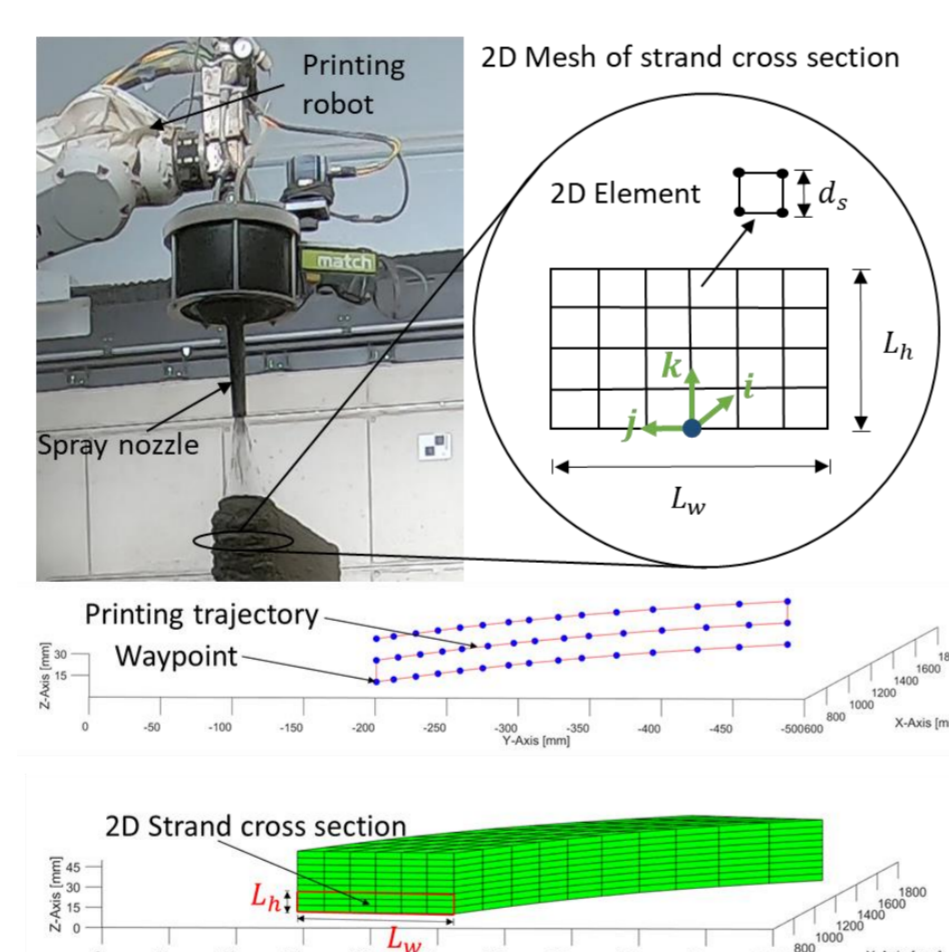 2D Mesh of strand cross section
Printing
robot
match
Spray nozzle
2D Element
d_s
L_h
k
i
j
L_w
Printing trajectory
Waypoint
Z-Axis [mm]
30
15
0
-50
-100
-150
-200
-250
-300
-350
-400
-450
-500600
800
1000
1200
1400
1600
Y-Axis [mm]
X-Axis [m
2D Strand cross section
Z-Axis [mm]
45
30
15
0
L_h
L_w
800
1000
1200
1400
1600
1800